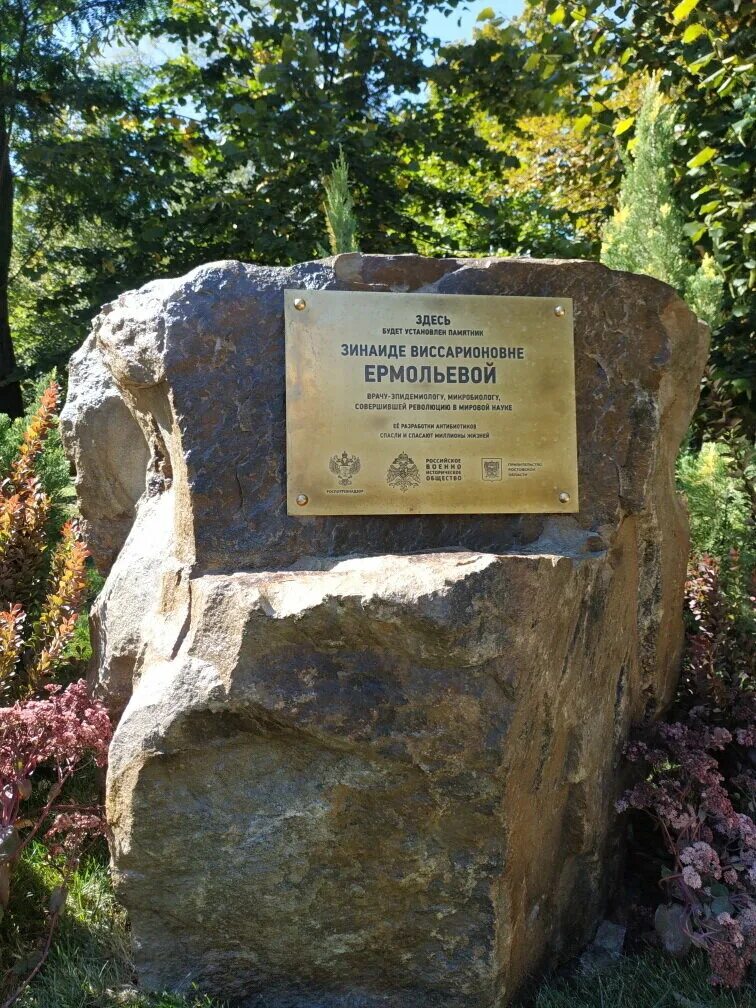 ЗДЕСЬ
БУДЕТ УСТАНОВЛЕН ПАМЯТНИК
ЗИНАИДЕ ВИССАРИОНОВНЕ
ЕРМОЛЬЕВОЙ
ВРАЧУ-ЭПИДЕМИОЛОГУ, МИКРОБИОЛОГУ,
СОВЕРШИВШЕЙ РЕВОЛЮЦИЮ В МИРОВОЙ НАУКЕ
ЕЁ РАЗРАБОТКИ АНТИБИОТИКОВ
СПАСЛИ И СПАСАЮТ МИЛЛИОНЫ ЖИЗНЕЙ
РОСПОТРЕБНАДЗОР
РОССИЙСКОЕ
ВОЕННО
ИСТОРИЧЕСКОЕ
ОБЩЕСТВО
ПРАВИТЕЛЬСТВО
РОСТОВСКОЙ
ОБЛАСТИ